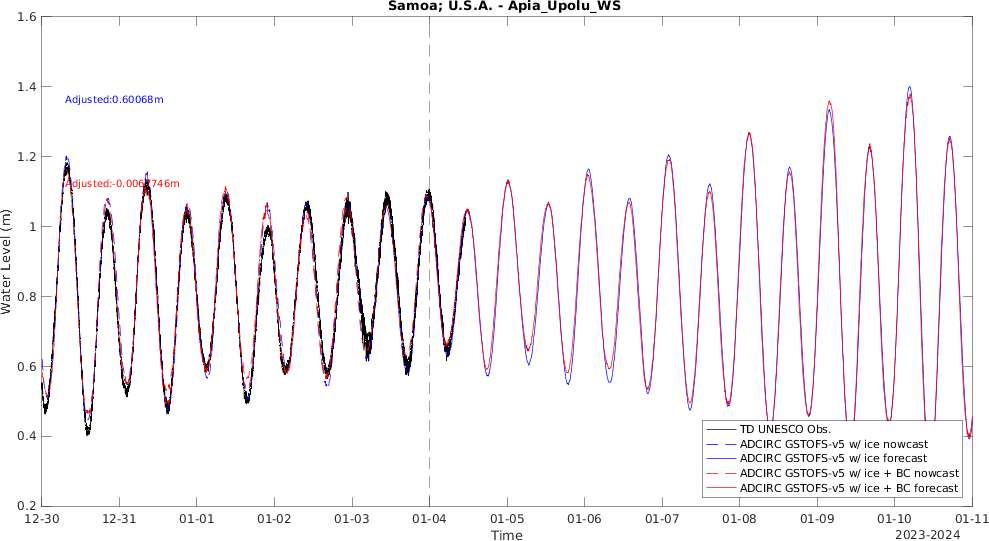 Samoa; U.S.A. - Apia_Upolu_WS
1.6
1.4
1.2
1
0.8
0.6
0.4
0.2
Water Level (m)
Adjusted:0.60068m
TD UNESCO Obs.
ADCIRC GSTOFS-v5 w/ ice nowcast
ADCIRC GSTOFS-v5 w/ ice forecast
ADCIRC GSTOFS-v5 w/ ice + BC nowcast
ADCIRC GSTOFS-v5 w/ ice + BC forecast
12-30 12-31 01-01 01-02 01-03 01-04 01-05 01-06 01-07 01-08 01-09 01-10 01-11
Time
2023-2024